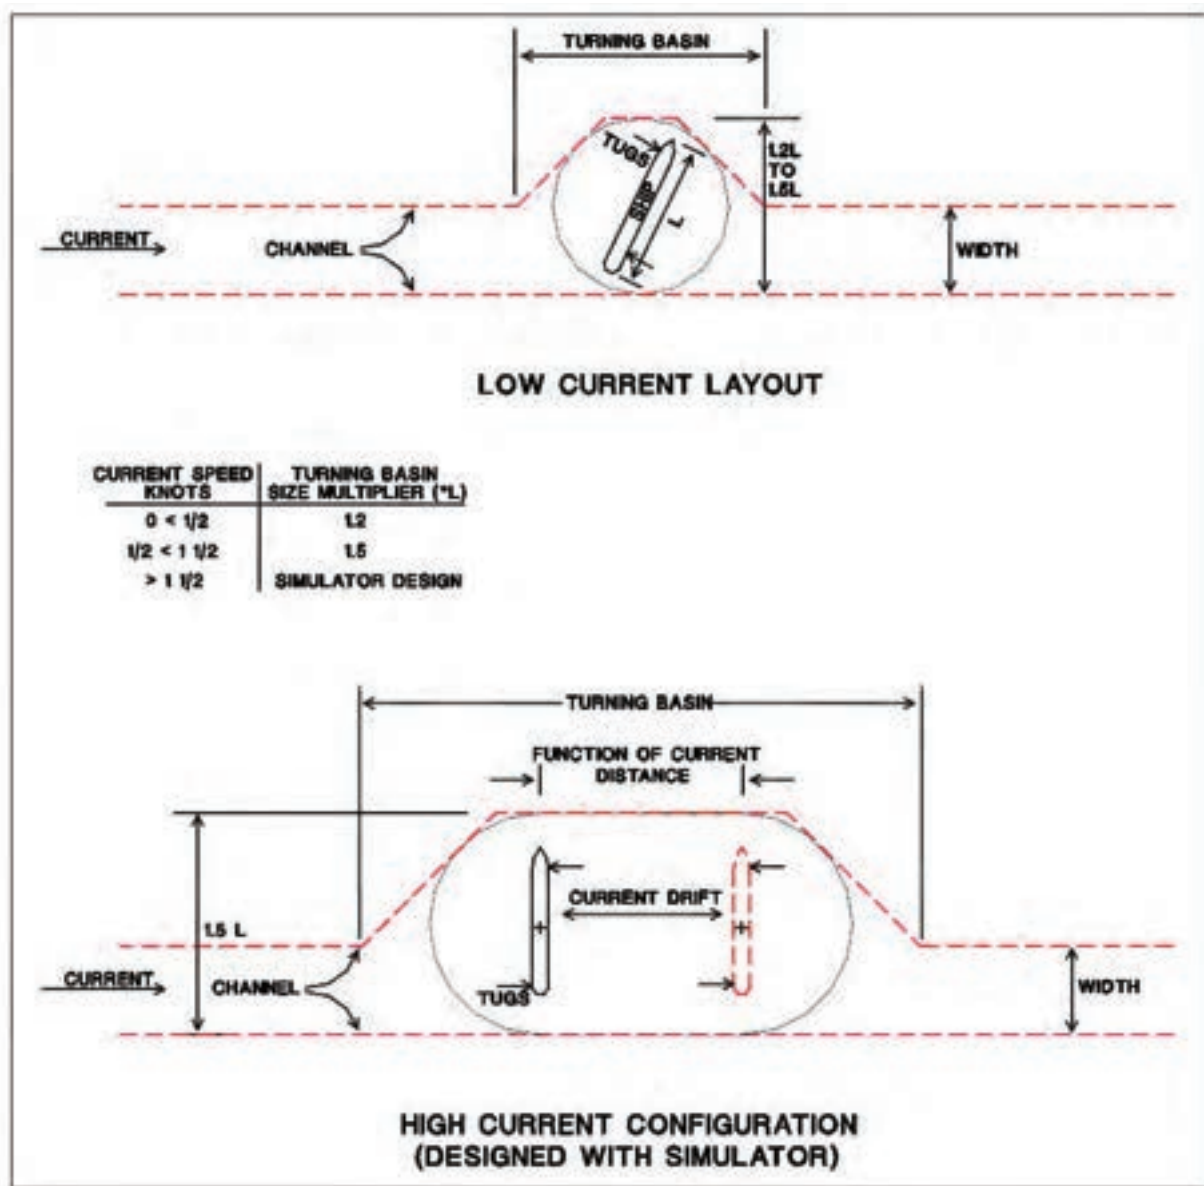 TURNING BASIN
TUGS
SHIP
L
1.2L
TO
1.5L
CURRENT
CHANNEL
WIDTH
LOW CURRENT LAYOUT
CURRENT SPEED KNOTS TURNING BASIN SIZE MULTIPLIER (*L)
0 < 1/2 1.2
1/2 < 1 1/2 1.5
> 1 1/2 SIMULATOR DESIGN
TURNING BASIN
FUNCTION OF CURRENT
DISTANCE
CURRENT DRIFT
1.5 L
CURRENT
CHANNEL
TUGS
WIDTH
HIGH CURRENT CONFIGURATION
(DESIGNED WITH SIMULATOR)